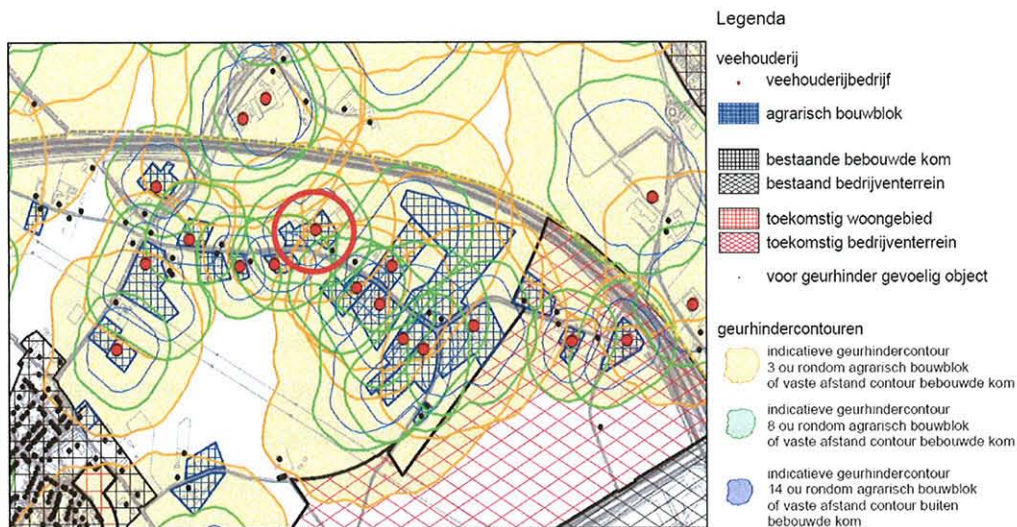 Legenda
veehouderij
veehouderijbedrijf
agrarisch bouwblok
bestaande bebouwde kom
bestaand bedrijventerrein
toekomstig woongebied
toekomstig bedrijventerrein
voor geurhinder gevoelig object
geurhindercontouren
indicatieve geurhindercontour
3 ou rondom agrarisch bouwblok
of vaste afstand contour bebouwde kom
indicatieve geurhindercontour
8 ou rondom agrarisch bouwblok
of vaste afstand contour bebouwde kom
indicatieve geurhindercontour
14 ou rondom agrarisch bouwblok
of vaste afstand contour buiten
bebouwde kom